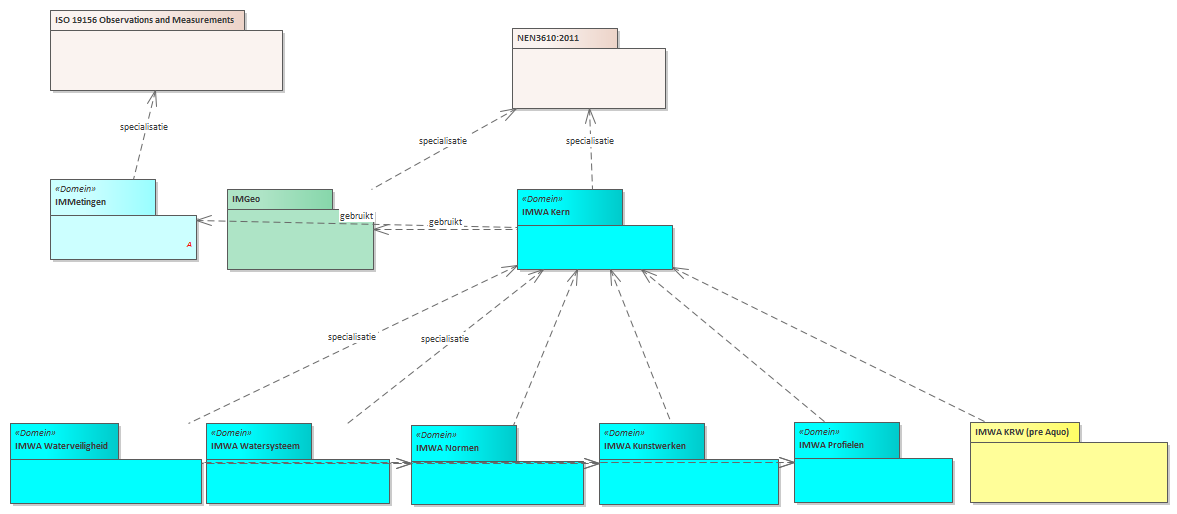 ISO 19156 Observations and Measurements
NEN3610:2011
specialisatie
specialisatie
specialisatie
«Domein»
IMMetingen
A
IMGeo
gebruikt
gebruikt
«Domein»
IMWA Kern
specialisatie
specialisatie
«Domein»
IMWA Waterveiligheid
«Domein»
IMWA Watersysteem
«Domein»
IMWA Normen
«Domein»
IMWA Kunstwerken
«Domein»
IMWA Profielen
IMWA KRW (pre Aquo)